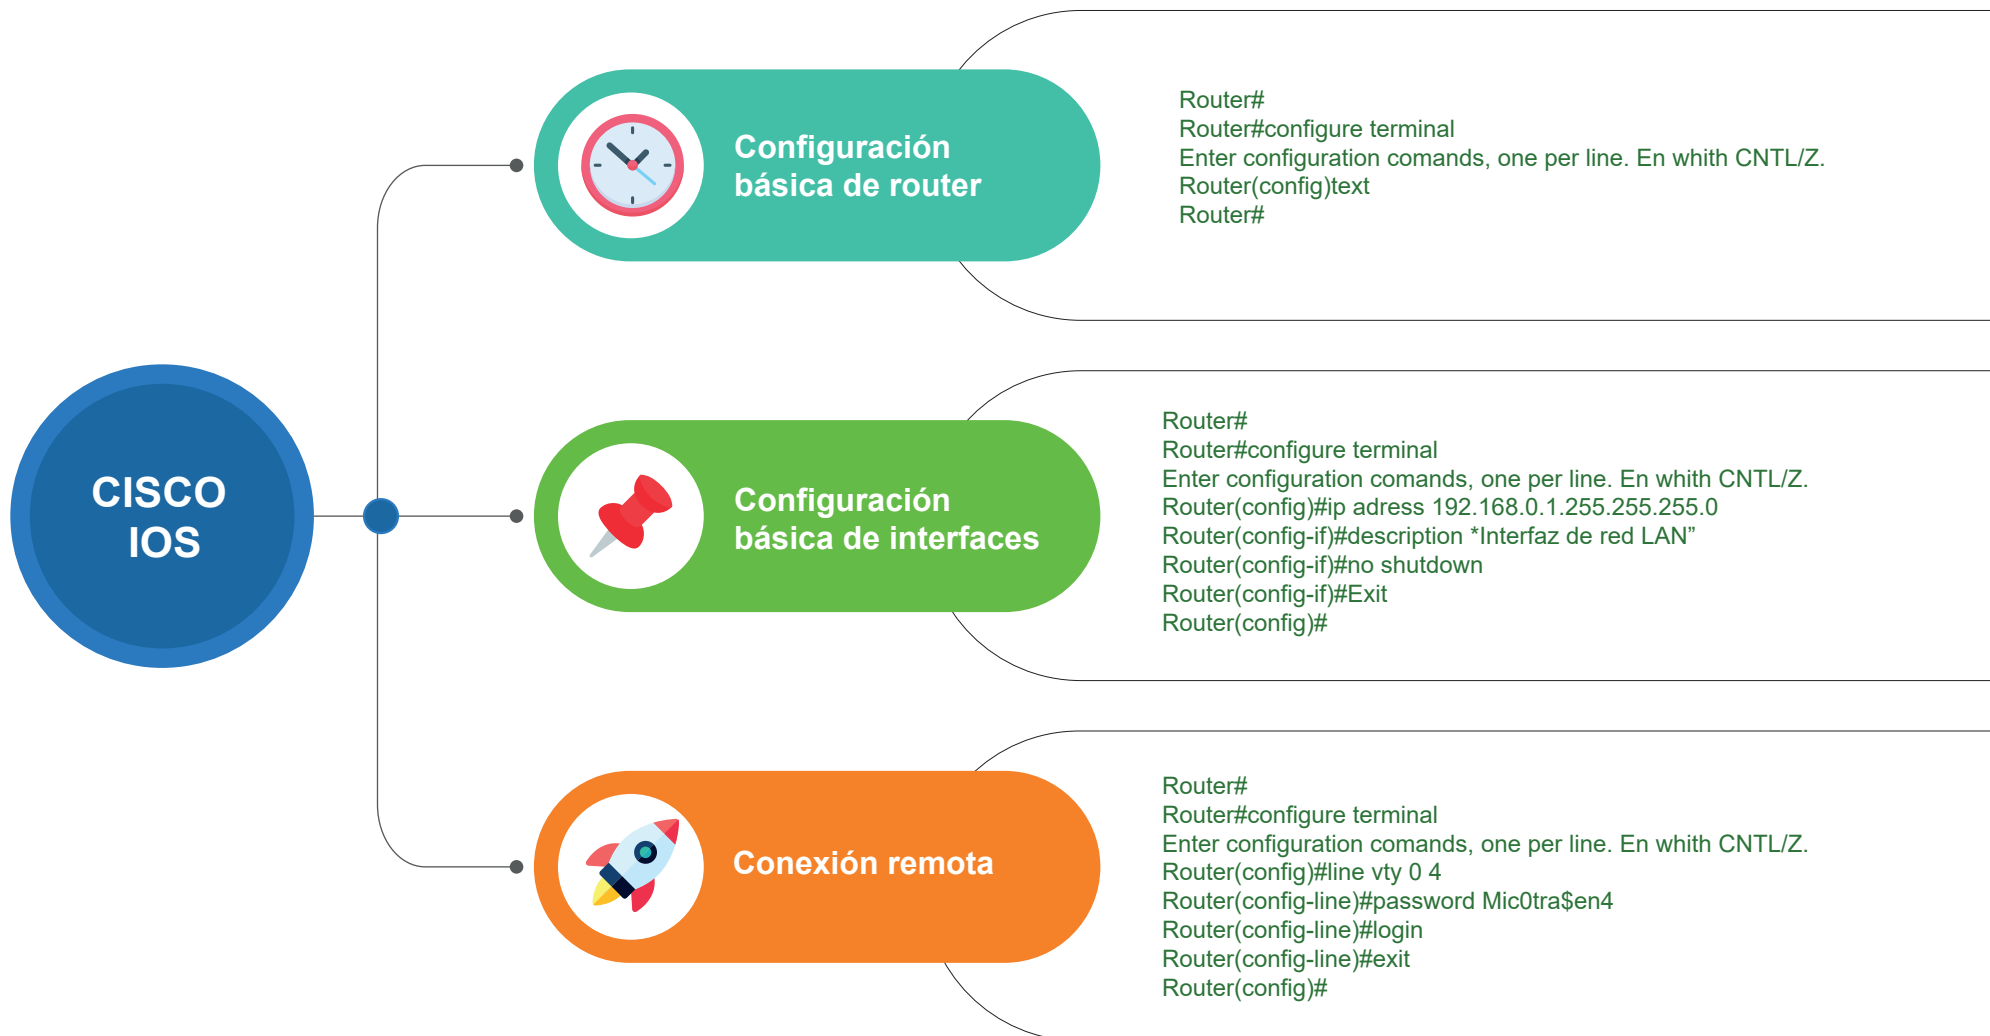 CISCO
IOS
Configuración
básica de router
Router#
Router#configure terminal
Enter configuration comands, one per line. En whith CNTL/Z.
Router(config)text
Router#
Configuración
básica de interfaces
Router#
Router#configure terminal
Enter configuration comands, one per line. En whith CNTL/Z.
Router(config)#ip adress 192.168.0.1.255.255.255.0
Router(config-if)#description *Interfaz de red LAN”
Router(config-if)#no shutdown
Router(config-if)#Exit
Router(config)#
Conexión remota
Router#
Router#configure terminal
Enter configuration comands, one per line. En whith CNTL/Z.
Router(config)#line vty 0 4
Router(config-line)#password Mic0tra$en4
Router(config-line)#login
Router(config-line)#exit
Router(config)#